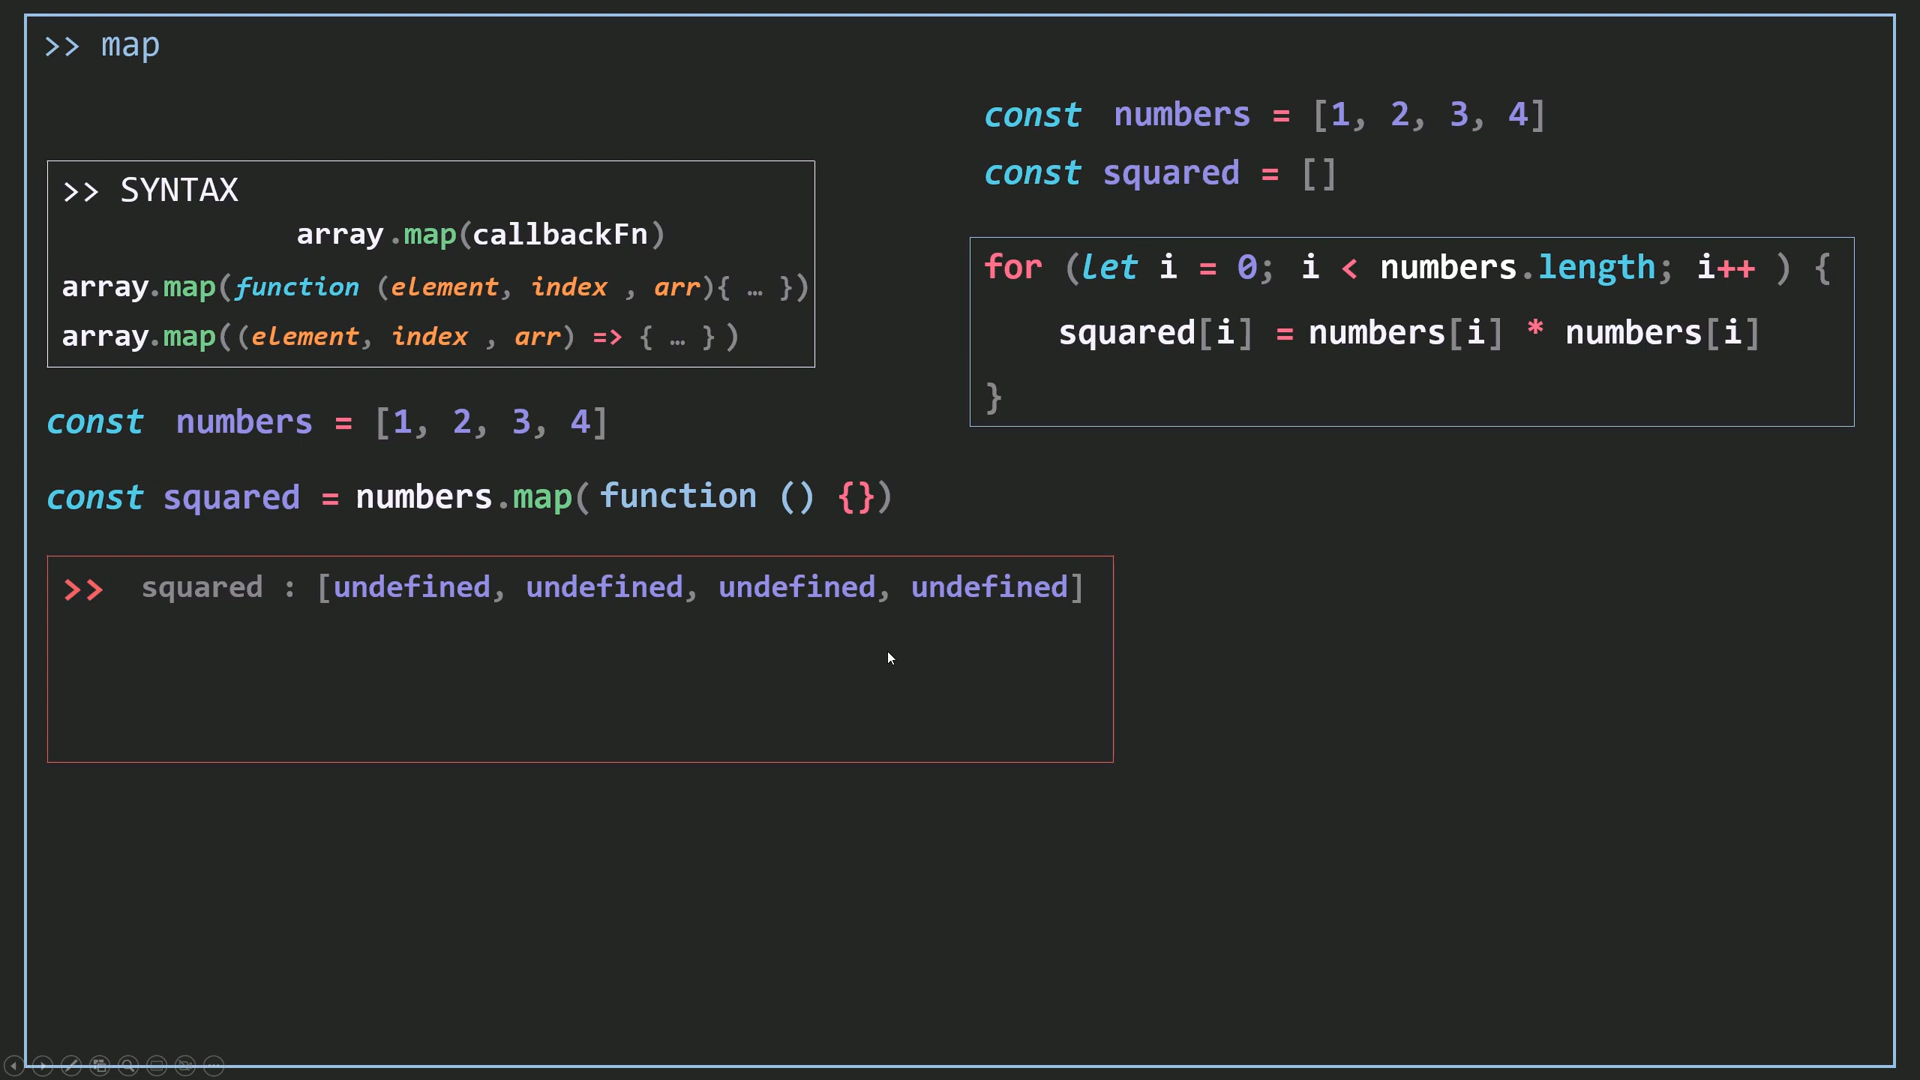 >> map
>> SYNTAX
array.map(callbackFn)
array.map(function (element, index , arr){ … })
array.map((element, index , arr) => { … } )
const numbers = [1, 2, 3, 4]
const squared = numbers.map( function () {})
>> squared : [undefined, undefined, undefined, undefined]
const numbers = [1, 2, 3, 4]
const squared = []
for (let i = 0; i < numbers.length; i++ ) {
squared[i] = numbers[i] * numbers[i]
}